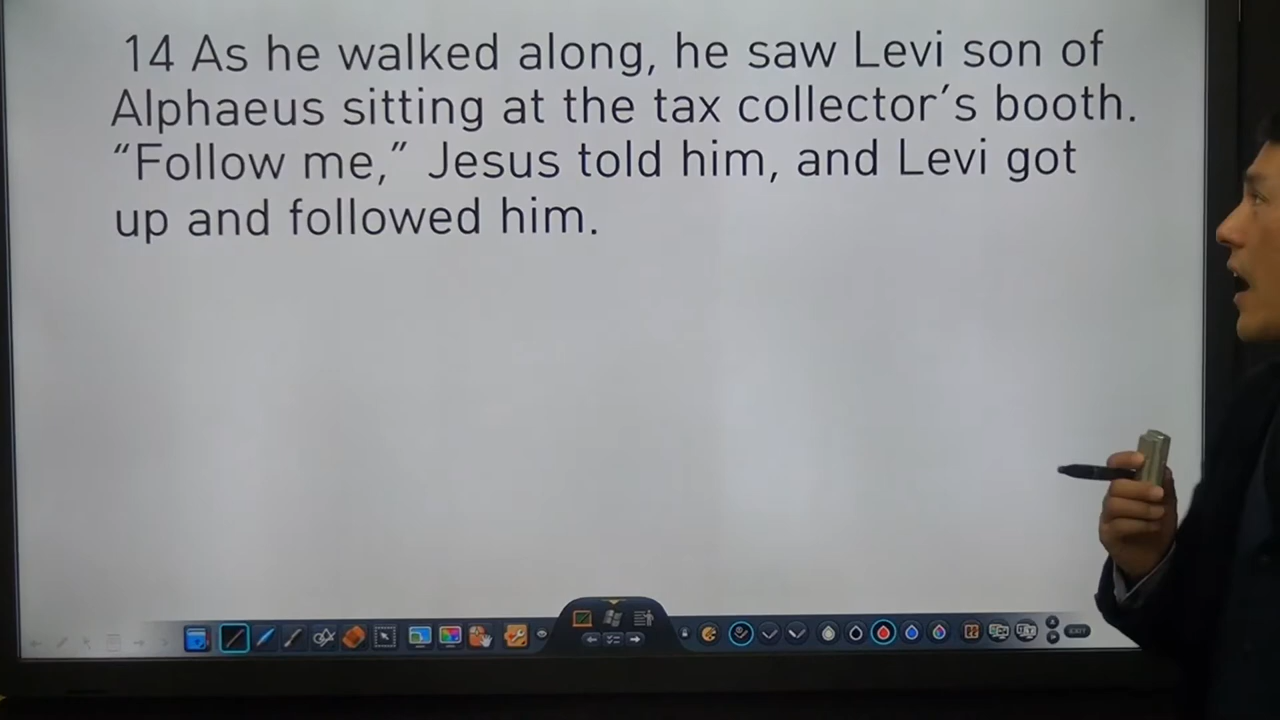 14 As he walked along, he saw Levi son of
Alphaeus sitting at the tax collector’s booth.
“Follow me,” Jesus told him, and Levi got
up and followed him.
EXIT